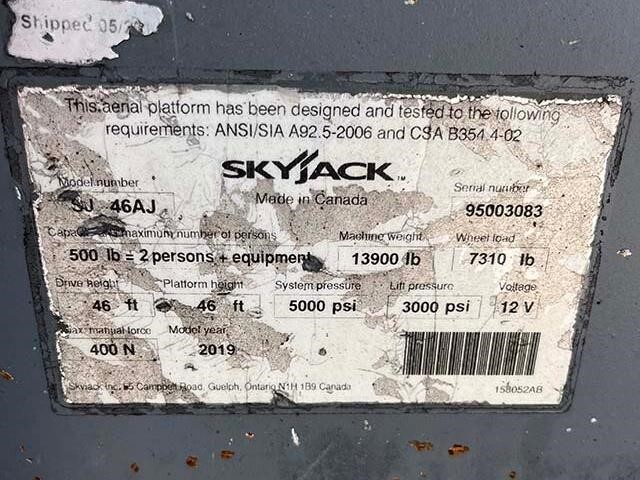 Shipped 05/2
This aerial platform has been designed and tested to the following
requirements: ANSI/SIA A92.5-2006 and CSA B354.4-02
SKYJACK™
Made in Canada
Model number
Serial number
SJ 46AJ
95003083
Capacity and maximum number of persons
Machine weight
Wheel load
500 lb = 2 persons + equipment
13900 lb
7310 lb
Drive height
Platform height
System pressure
Lift pressure
Voltage
46 ft
46 ft
5000 psi
3000 psi
12 V
Max. manual force
Model year
400 N
2019
Skyjack Inc. 55 Campbell Road, Guelph, Ontario N1H 1B9 Canada
158052AB